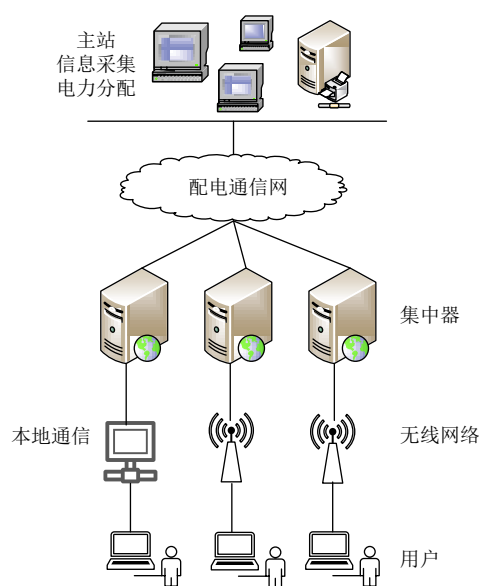 主站
信息采集
电力分配
配电通信网
集中器
本地通信
无线网络
用户